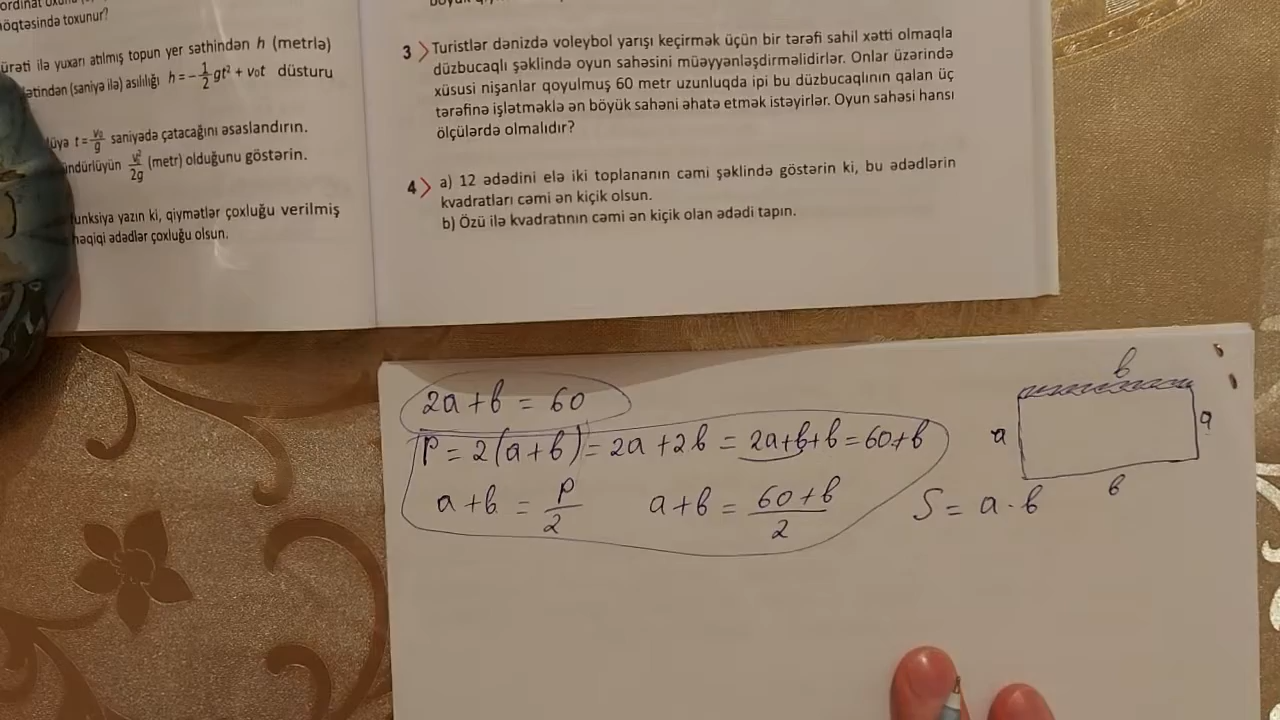 nöqtəsində toxunur?
ilə yuxarı atılmış topun yer səthindən h (metrlə)
(saniyə ilə) asılılığı h = −1/2 gt² + v₀t düsturu
t = v₀/g saniyədə çatacağını əsaslandırın.
v₀²/2g (metr) olduğunu göstərin.
funksiya yazın ki, qiymətlər çoxluğu verilmiş
həqiqi ədədlər çoxluğu olsun.
3 > Turistlər dənizdə voleybol yarışı keçirmək üçün bir tərəfi sahil xətti olmaqla
düzbucaqlı şəklində oyun sahəsini müəyyənləşdirməlidirlər. Onlar üzərində
xüsusi nişanlar qoyulmuş 60 metr uzunluqda ipi bu düzbucaqlının qalan üç
tərəfinə işlətməklə ən böyük sahəni əhatə etmək istəyirlər. Oyun sahəsi hansı
ölçülərdə olmalıdır?
4 > a) 12 ədədini elə iki toplananın cəmi şəklində göstərin ki, bu ədədlərin
kvadratları cəmi ən kiçik olsun.
b) Özü ilə kvadratının cəmi ən kiçik olan ədədi tapın.
2a + b = 60
P = 2(a + b) = 2a + 2b = 2a+b+b = 60+b
a + b = P/2 a + b = (60 + b)/2
b
a a
b
S = a · b